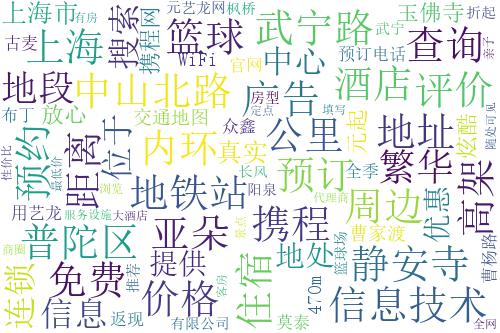 上海市
古麦
上海
搜索
携程网
元艺龙网
枫桥
篮球
WiFi
官网
有房
武宁路
武宁
玉佛寺
预订电话
折起
查询
亲子
地段
中山北路
中心
广告
房型
定点
填写
酒店
评价
布丁
放心
交通地图
众鑫
性价比
预约
最低价
距离
位于
内环
真实
公里
元起
地址
炫酷
随处可见
浏览
地铁站
长风
阳泉
预订
全季
繁华
代理商
周边
优惠
高架
用艺龙
服务设施
大酒店
亚朵
携程
曹家渡
普陀区
商圈
景点
篮球场
地处
曹杨路
连锁
免费
推荐
提供
客房
住宿
470m
静安寺
信息
返现
价格
有限公司
莫泰
信息技术
全网